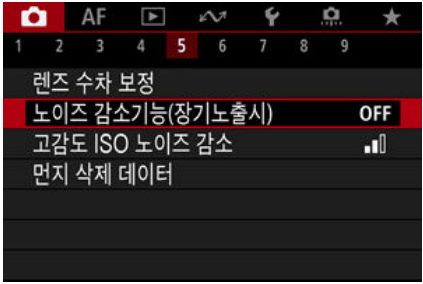 AF
1 2 3 4 5 6 7 8 9
렌즈 수차 보정
노이즈 감소기능(장기노출시) OFF
고감도 ISO 노이즈 감소
먼지 삭제 데이터